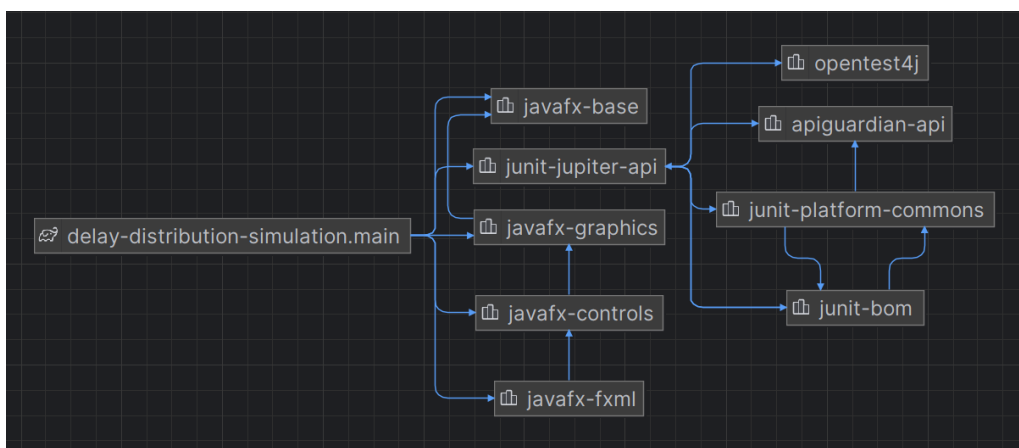 opentest4j
javafx-base
apiguardian-api
junit-jupiter-api
junit-platform-commons
delay-distribution-simulation.main
javafx-graphics
javafx-controls
junit-bom
javafx-fxml